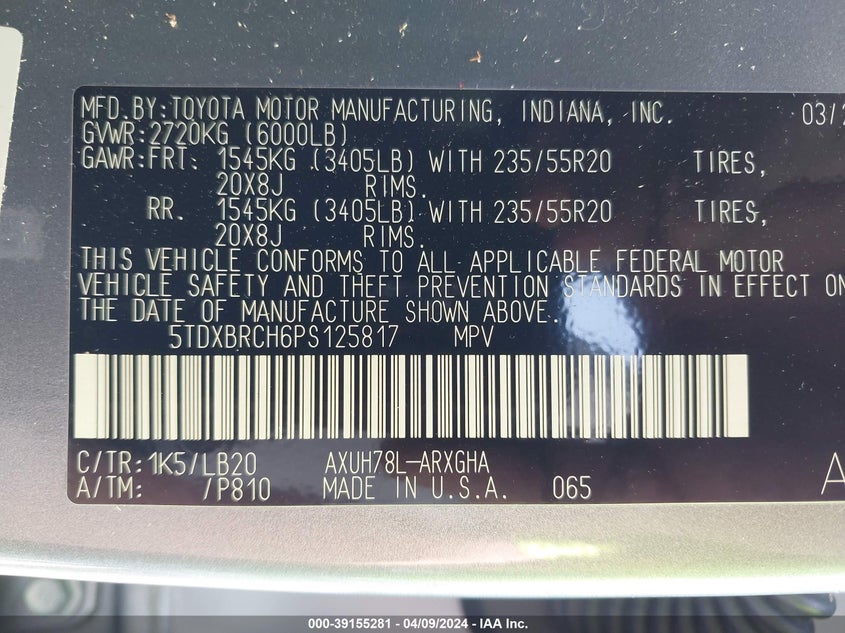 MFD.BY:TOYOTA MOTOR MANUFACTURING, INDIANA, INC. 03/2
GVWR:2720KG (6000LB)
GAWR:FRT. 1545KG (3405LB) WITH 235/55R20 TIRES,
20X8J RIMS.
RR. 1545KG (3405LB) WITH 235/55R20 TIRES,
20X8J RIMS.
THIS VEHICLE CONFORMS TO ALL APPLICABLE FEDERAL MOTOR
VEHICLE SAFETY AND THEFT PREVENTION STANDARDS IN EFFECT ON
THE DATE OF MANUFACTURE SHOWN ABOVE.
5TDXBRCH6PS125817 MPV
C/TR:1K5/LB20 AXUH78L-ARXGHA
A/TM: /P810 MADE IN U.S.A. 065 A
000-39155281 - 04/09/2024 - IAA Inc.